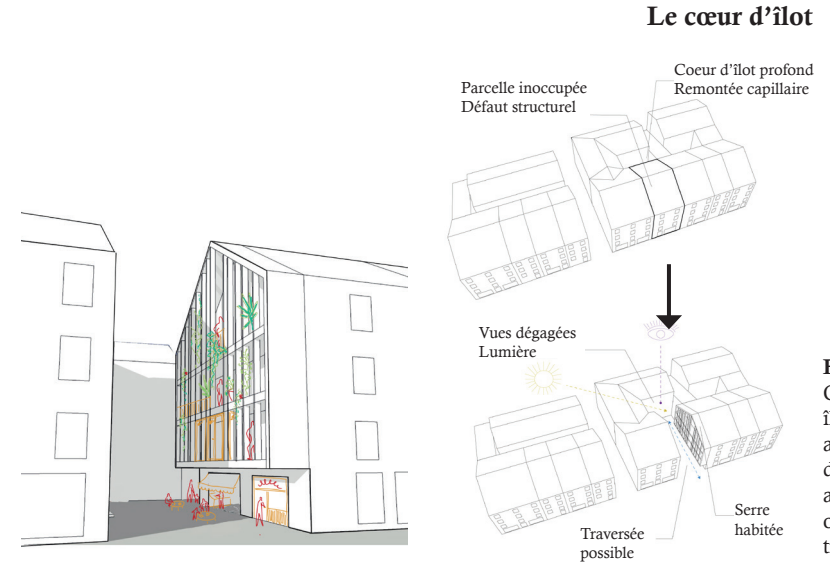 Le cœur d’îlot
Parcelle inoccupée
Défaut structurel
Coeur d’îlot profond
Remontée capillaire
Vues dégagées
Lumière
Serre
habitée
Traversée
possible